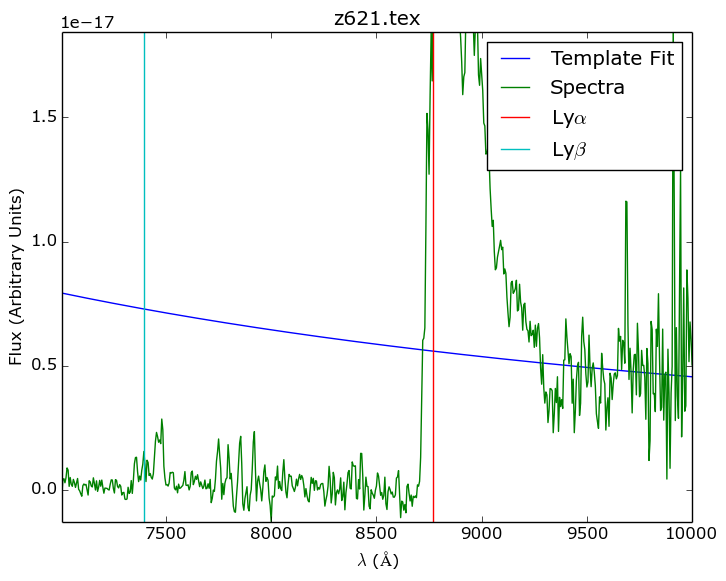 z621.tex
1e−17
Template Fit
Spectra
Lyα
Lyβ
1.5
1.0
0.5
0.0
Flux (Arbitrary Units)
7500 8000 8500 9000 9500 10000
λ (Å)